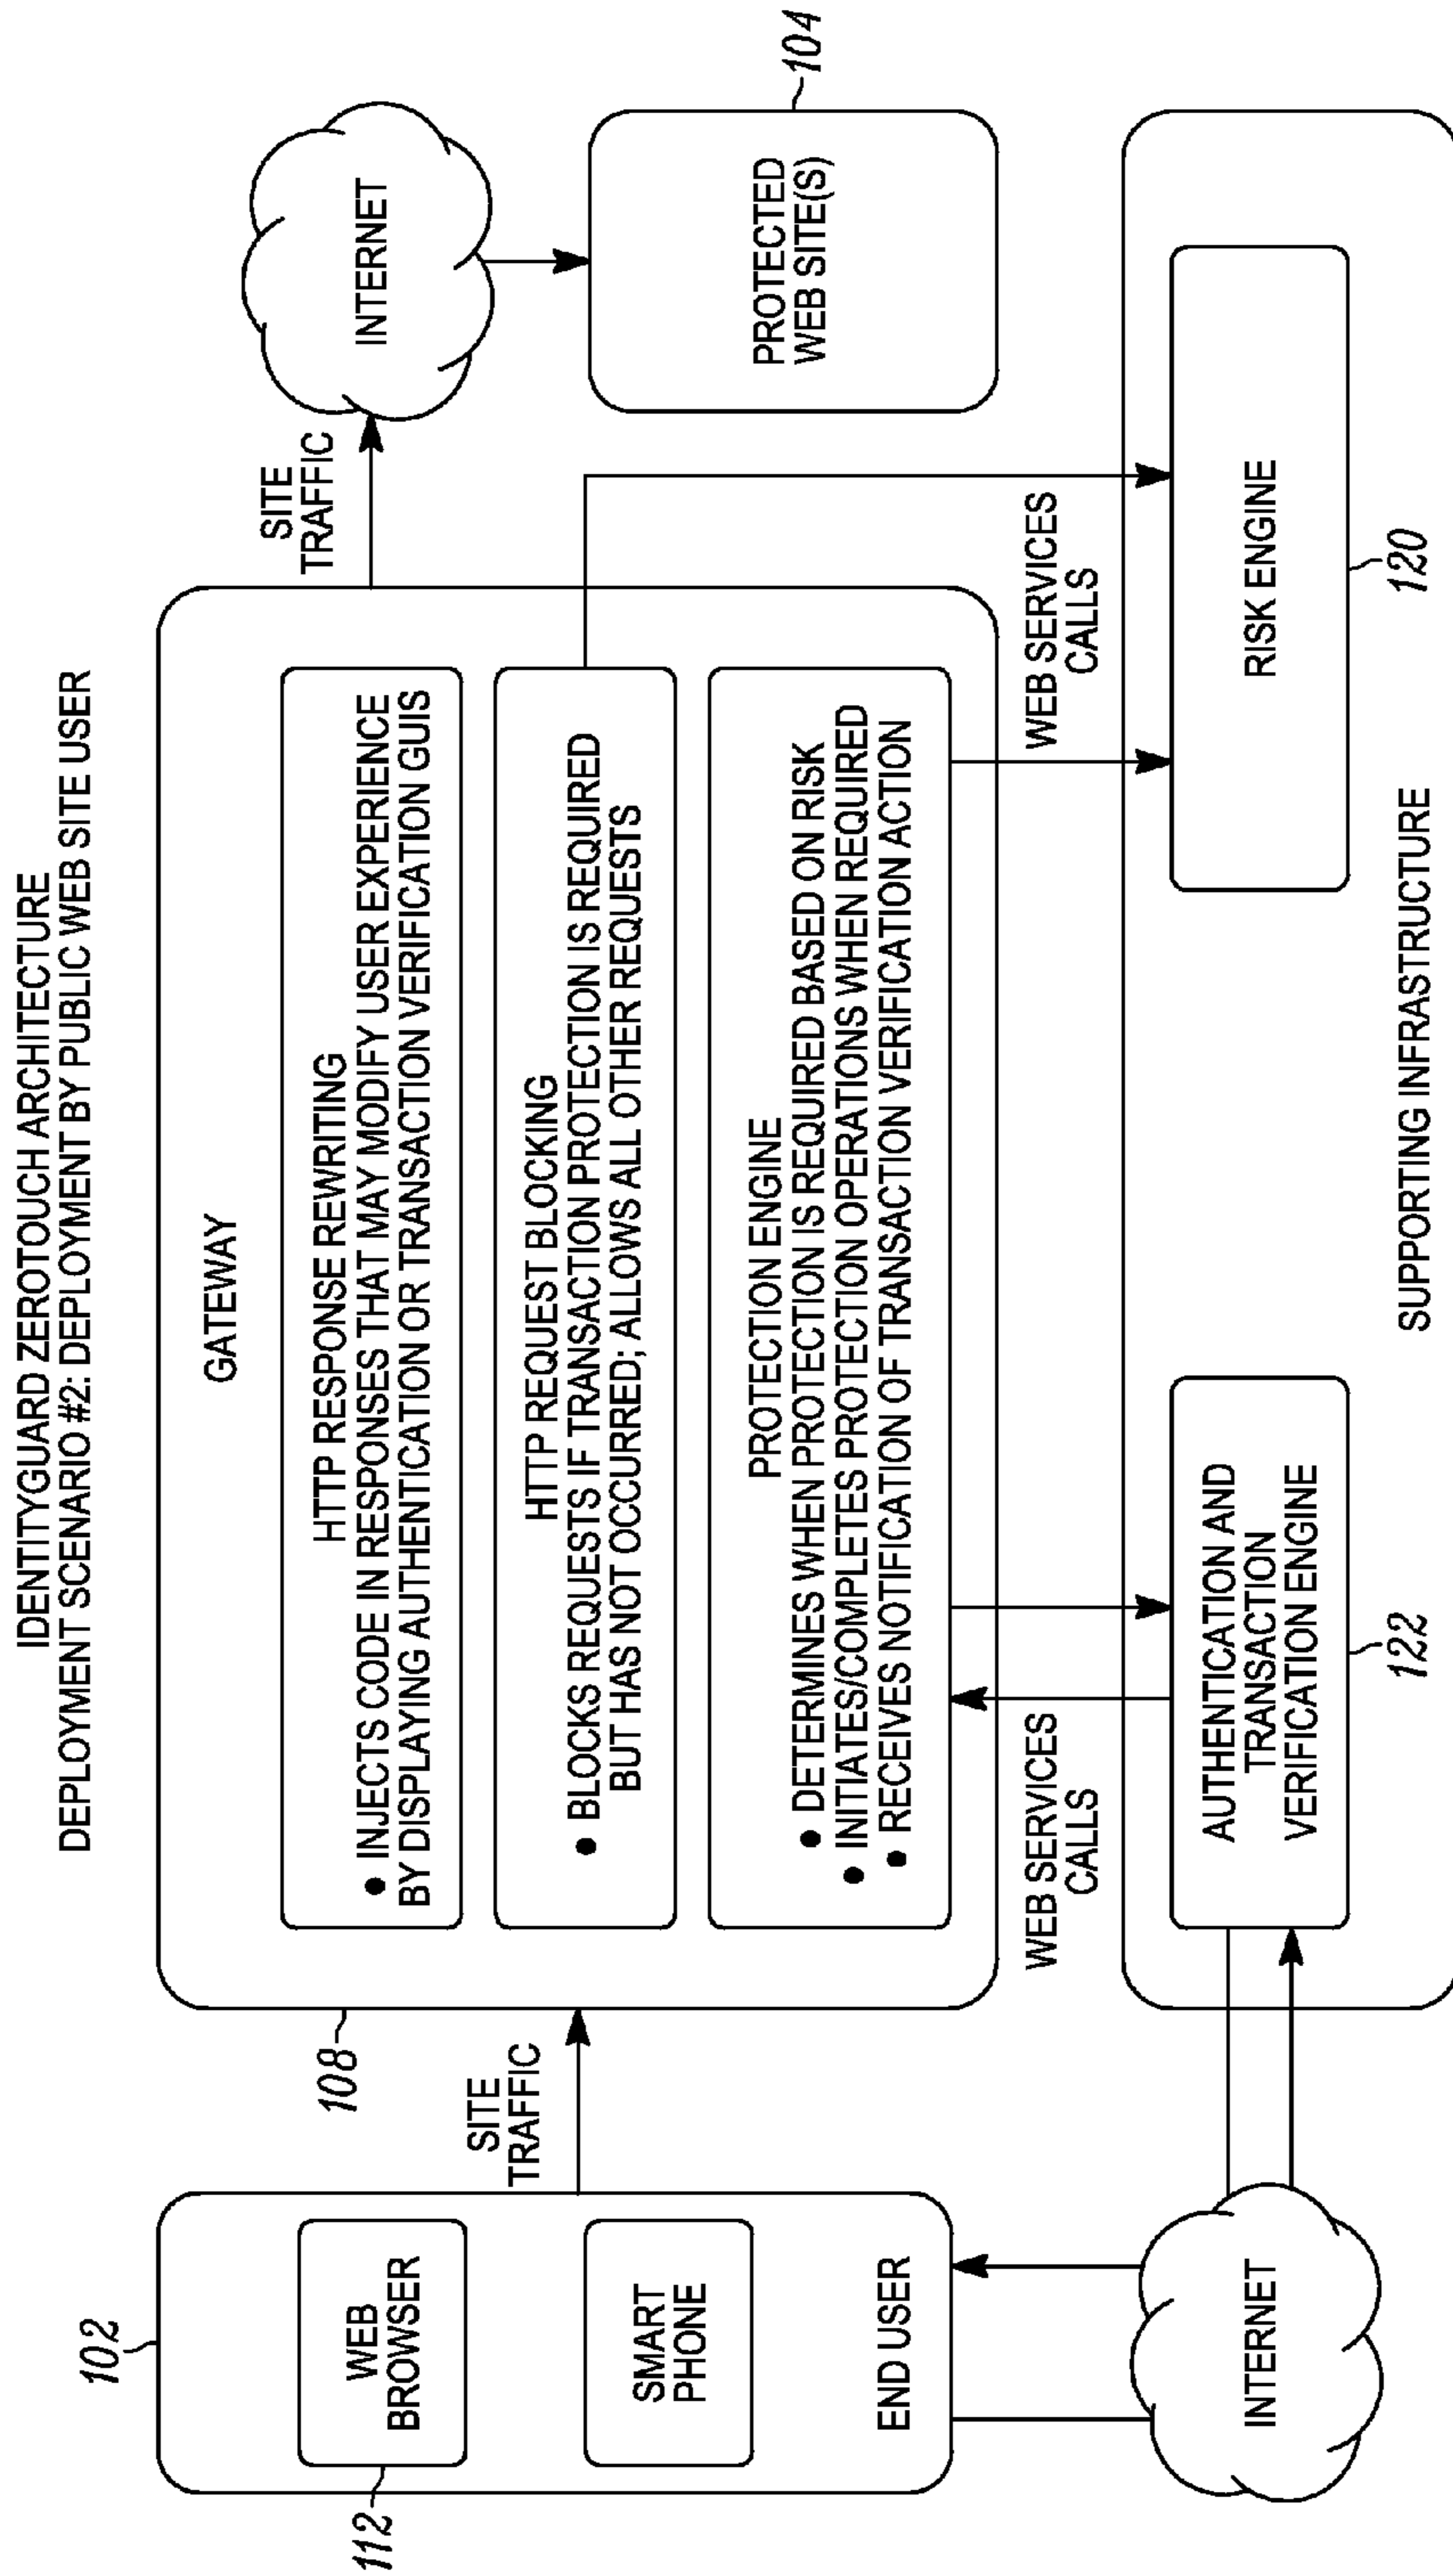 IDENTITYGUARD ZEROTOUCH ARCHITECTURE
DEPLOYMENT SCENARIO #2: DEPLOYMENT BY PUBLIC WEB SITE USER
102
112
WEB
BROWSER
SMART
PHONE
END USER
SITE
TRAFFIC
108
GATEWAY
HTTP RESPONSE REWRITING
● INJECTS CODE IN RESPONSES THAT MAY MODIFY USER EXPERIENCE
BY DISPLAYING AUTHENTICATION OR TRANSACTION VERIFICATION GUIS
HTTP REQUEST BLOCKING
● BLOCKS REQUESTS IF TRANSACTION PROTECTION IS REQUIRED
BUT HAS NOT OCCURRED; ALLOWS ALL OTHER REQUESTS
PROTECTION ENGINE
● DETERMINES WHEN PROTECTION IS REQUIRED BASED ON RISK
● INITIATES/COMPLETES PROTECTION OPERATIONS WHEN REQUIRED
● RECEIVES NOTIFICATION OF TRANSACTION VERIFICATION ACTION
SITE
TRAFFIC
INTERNET
PROTECTED
WEB SITE(S)
104
WEB SERVICES
CALLS
WEB SERVICES
CALLS
INTERNET
AUTHENTICATION AND
TRANSACTION
VERIFICATION ENGINE
122
RISK ENGINE
120
SUPPORTING INFRASTRUCTURE